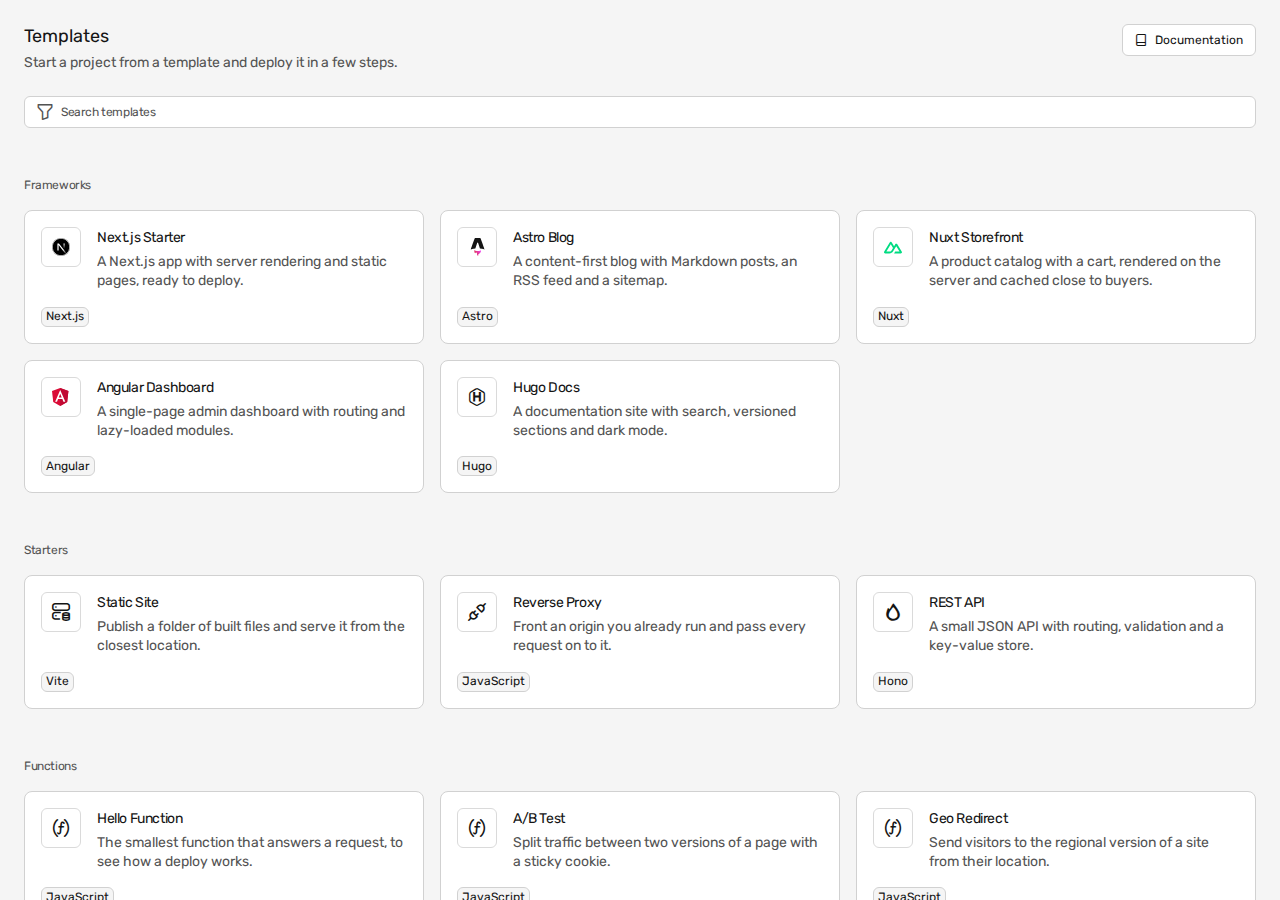 Templates
Documentation
Start a project from a template and deploy it in a few steps.
Search templates
Frameworks
Next.js Starter
A Next.js app with server rendering and static
pages, ready to deploy.
Next.js
Astro Blog
A content-first blog with Markdown posts, an
RSS feed and a sitemap.
Astro
Nuxt Storefront
A product catalog with a cart, rendered on the
server and cached close to buyers.
Nuxt
Angular Dashboard
A single-page admin dashboard with routing and
lazy-loaded modules.
Angular
Hugo Docs
A documentation site with search, versioned
sections and dark mode.
Hugo
Starters
Static Site
Publish a folder of built files and serve it from the
closest location.
Vite
Reverse Proxy
Front an origin you already run and pass every
request on to it.
JavaScript
REST API
A small JSON API with routing, validation and a
key-value store.
Hono
Functions
Hello Function
The smallest function that answers a request, to
see how a deploy works.
JavaScript
A/B Test
Split traffic between two versions of a page with
a sticky cookie.
JavaScript
Geo Redirect
Send visitors to the regional version of a site
from their location.
JavaScript